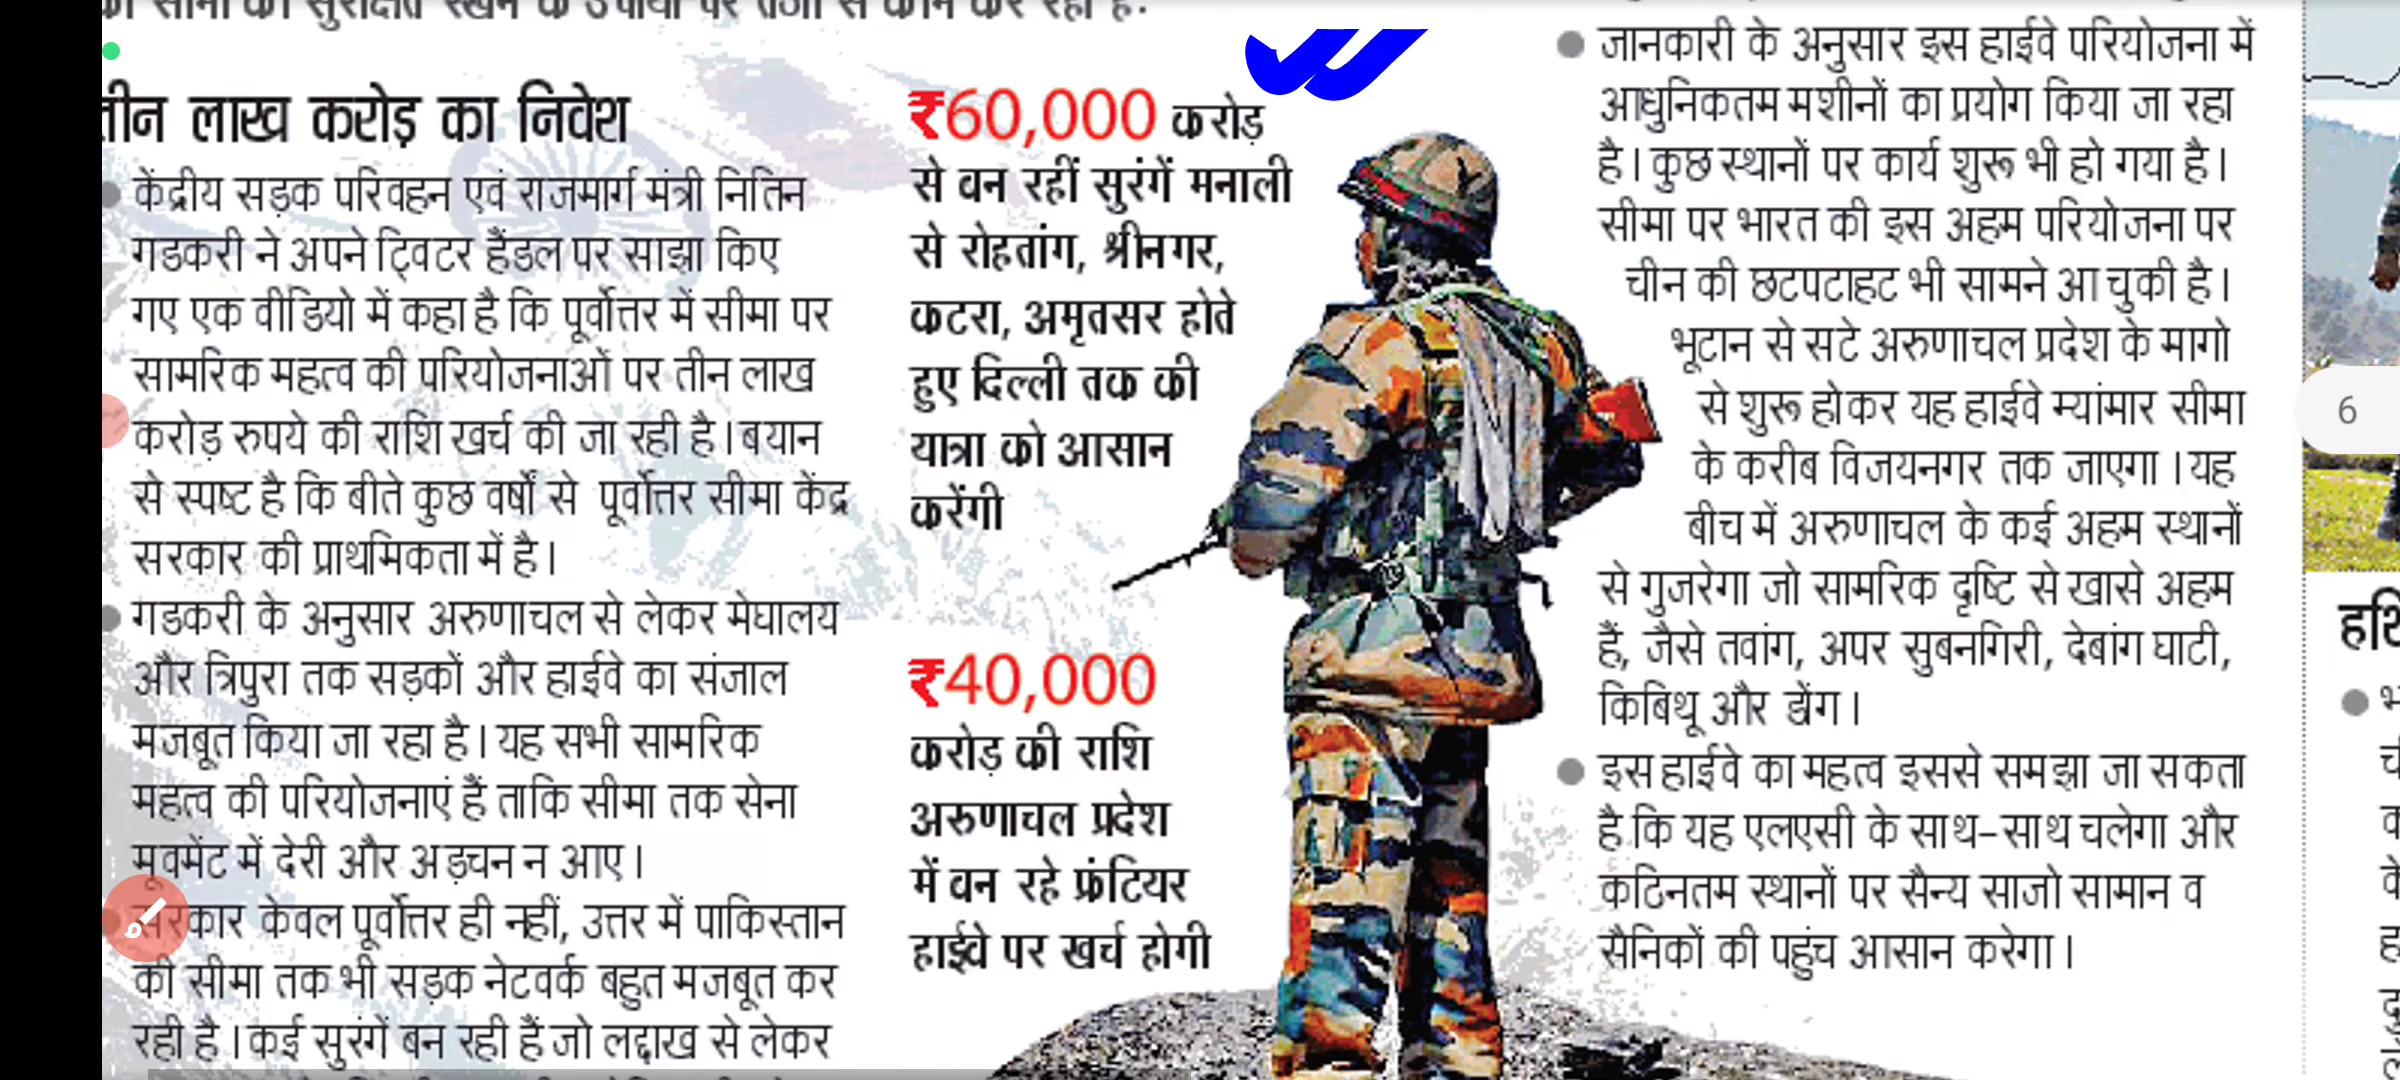 की सीमा को सुरक्षित रखने के उपायों पर तेजी से काम कर रही है.
तीन लाख करोड़ का निवेश
केंद्रीय सड़क परिवहन एवं राजमार्ग मंत्री नितिन
गडकरी ने अपने ट्विटर हैंडल पर साझा किए
गए एक वीडियो में कहा है कि पूर्वोत्तर में सीमा पर
सामरिक महत्व की परियोजनाओं पर तीन लाख
करोड़ रुपये की राशि खर्च की जा रही है। बयान
से स्पष्ट है कि बीते कुछ वर्षों से पूर्वोत्तर सीमा केंद्र
सरकार की प्राथमिकता में है।
गडकरी के अनुसार अरुणाचल से लेकर मेघालय
और त्रिपुरा तक सड़कों और हाईवे का संजाल
मजबूत किया जा रहा है। यह सभी सामरिक
महत्व की परियोजनाएं हैं ताकि सीमा तक सेना
मूवमेंट में देरी और अड़चन न आए।
सरकार केवल पूर्वोत्तर ही नहीं, उत्तर में पाकिस्तान
की सीमा तक भी सड़क नेटवर्क बहुत मजबूत कर
रही है। कई सुरंगें बन रही हैं जो लद्दाख से लेकर
₹60,000 करोड़
से बन रहीं सुरंगें मनाली
से रोहतांग, श्रीनगर,
कटरा, अमृतसर होते
हुए दिल्ली तक की
यात्रा को आसान
करेंगी
₹40,000
करोड़ की राशि
अरुणाचल प्रदेश
में बन रहे फ्रंटियर
हाईवे पर खर्च होगी
जानकारी के अनुसार इस हाईवे परियोजना में
आधुनिकतम मशीनों का प्रयोग किया जा रहा
है। कुछ स्थानों पर कार्य शुरू भी हो गया है।
सीमा पर भारत की इस अहम परियोजना पर
चीन की छटपटाहट भी सामने आ चुकी है।
भूटान से सटे अरुणाचल प्रदेश के मागो
से शुरू होकर यह हाईवे म्यांमार सीमा
के करीब विजयनगर तक जाएगा। यह
बीच में अरुणाचल के कई अहम स्थानों
से गुजरेगा जो सामरिक दृष्टि से खासे अहम
हैं, जैसे तवांग, अपर सुबनगिरी, देबांग घाटी,
किबिथू और डोंग।
इस हाईवे का महत्व इससे समझा जा सकता
है कि यह एलएसी के साथ-साथ चलेगा और
कठिनतम स्थानों पर सैन्य साजो सामान व
सैनिकों की पहुंच आसान करेगा।
6